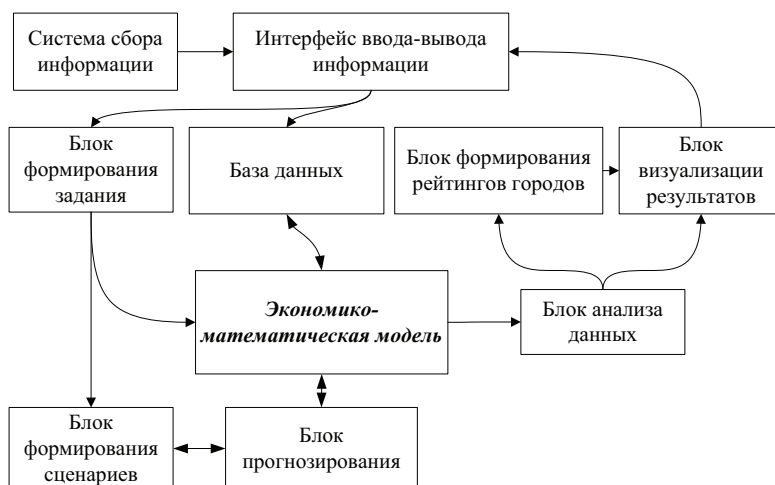 Система сбора
информации
Интерфейс ввода-вывода
информации
Блок
формирования
задания
База данных
Блок формирования
рейтингов городов
Блок
визуализации
результатов
Экономико-
математическая модель
Блок анализа
данных
Блок
формирования
сценариев
Блок
прогнозирования